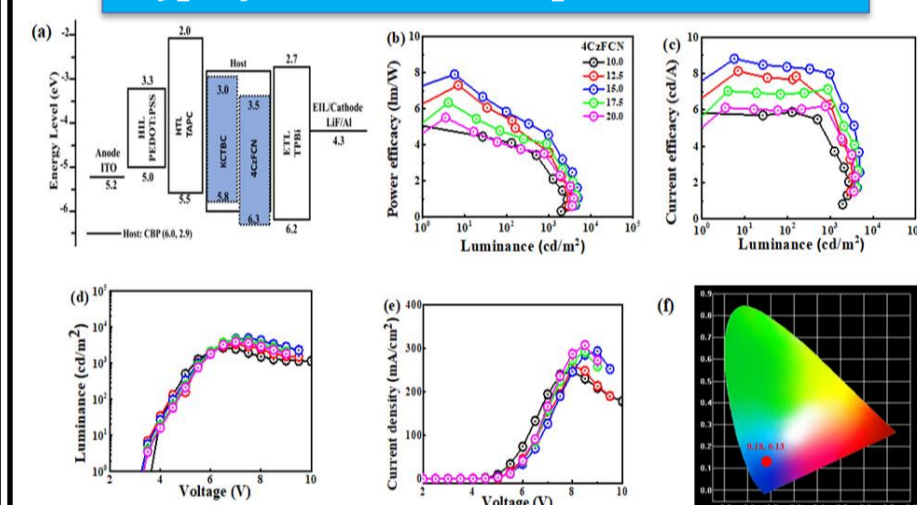 (a)
-2
-3
-4
-5
-6
Energy Level (eV)
Anode
ITO
5.2
3.3
HIL
PEDOT:PSS
5.0
2.0
HTL
TAPC
5.5
Host
3.0
KCTBC
5.8
3.5
4CzFCN
6.3
2.7
ETL
TPBi
6.2
EIL/Cathode
LiF/Al
4.3
Host: CBP (6.0, 2.9)
(b)
10
8
6
4
2
0
Power efficacy (lm/W)
10⁰ 10¹ 10² 10³ 10⁴ 10⁵
Luminance (cd/m²)
4CzFCN
10.0
12.5
15.0
17.5
20.0
(c)
10
8
6
4
2
0
Current efficacy (cd/A)
10⁰ 10¹ 10² 10³ 10⁴
Luminance (cd/m²)
(d)
10⁵
10⁴
10³
10²
10¹
10⁰
Luminance (cd/m²)
2 4 6 8 10
Voltage (V)
(e)
400
300
200
100
0
Current density (mA/cm²)
2 3 4 5 6 8 10
Voltage (V)
(f)
0.9
0.8
0.7
0.6
0.5
0.4
0.3
0.2
0.1
0.0